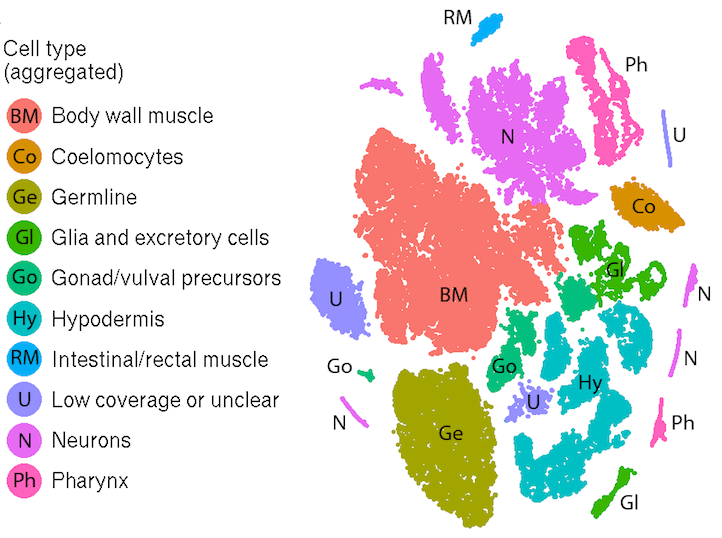 Cell type
(aggregated)
BM Body wall muscle
Co Coelomocytes
Ge Germline
Gl Glia and excretory cells
Go Gonad/vulval precursors
Hy Hypodermis
RM Intestinal/rectal muscle
U Low coverage or unclear
N Neurons
Ph Pharynx
RM
Ph
N
U
Co
Gl
U
BM
N
Go
Go
Hy
N
U
N
Ge
Ph
Gl